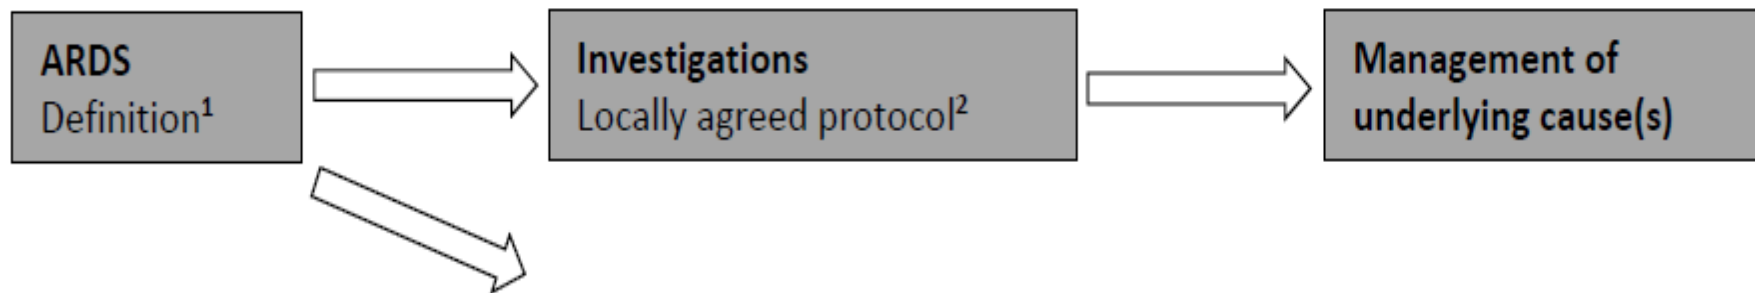 ARDS
Definition¹
Investigations
Locally agreed protocol²
Management of
underlying cause(s)